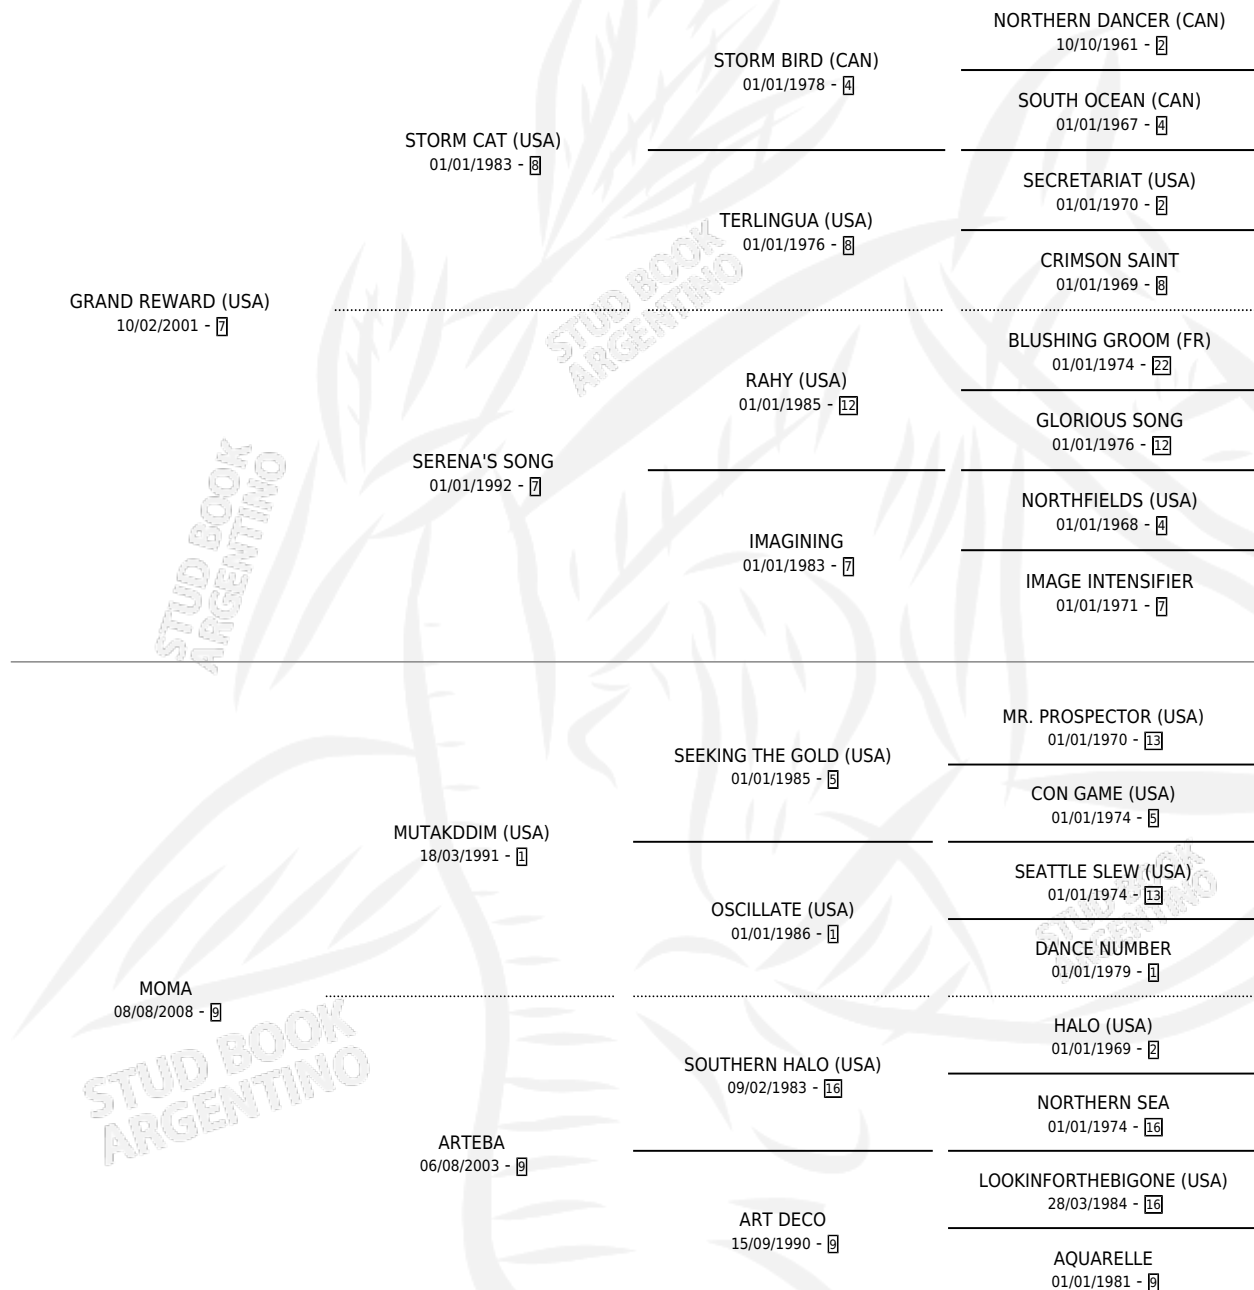 NORTHERN DANCER (CAN)
10/10/1961 - 2
STORM BIRD (CAN)
01/01/1978 - 4
SOUTH OCEAN (CAN)
01/01/1967 - 4
STORM CAT (USA)
01/01/1983 - 8
SECRETARIAT (USA)
01/01/1970 - 2
TERLINGUA (USA)
01/01/1976 - 8
CRIMSON SAINT
01/01/1969 - 8
GRAND REWARD (USA)
10/02/2001 - 7
BLUSHING GROOM (FR)
01/01/1974 - 22
RAHY (USA)
01/01/1985 - 12
GLORIOUS SONG
01/01/1976 - 12
SERENA'S SONG
01/01/1992 - 7
NORTHFIELDS (USA)
01/01/1968 - 4
IMAGINING
01/01/1983 - 7
IMAGE INTENSIFIER
01/01/1971 - 7
MR. PROSPECTOR (USA)
01/01/1970 - 13
SEEKING THE GOLD (USA)
01/01/1985 - 5
CON GAME (USA)
01/01/1974 - 5
MUTAKDDIM (USA)
18/03/1991 - 1
SEATTLE SLEW (USA)
01/01/1974 - 13
OSCILLATE (USA)
01/01/1986 - 1
DANCE NUMBER
01/01/1979 - 1
MOMA
08/08/2008 - 9
HALO (USA)
01/01/1969 - 2
SOUTHERN HALO (USA)
09/02/1983 - 16
NORTHERN SEA
01/01/1974 - 16
ARTEBA
06/08/2003 - 9
LOOKINFORTHEBIGONE (USA)
28/03/1984 - 16
ART DECO
15/09/1990 - 9
AQUARELLE
01/01/1981 - 9
STUD BOOK
ARGENTINO
STUD BOOK
ARGENTINO
STUD BOOK
ARGENTINO
STUD BOOK
ARGENTINO